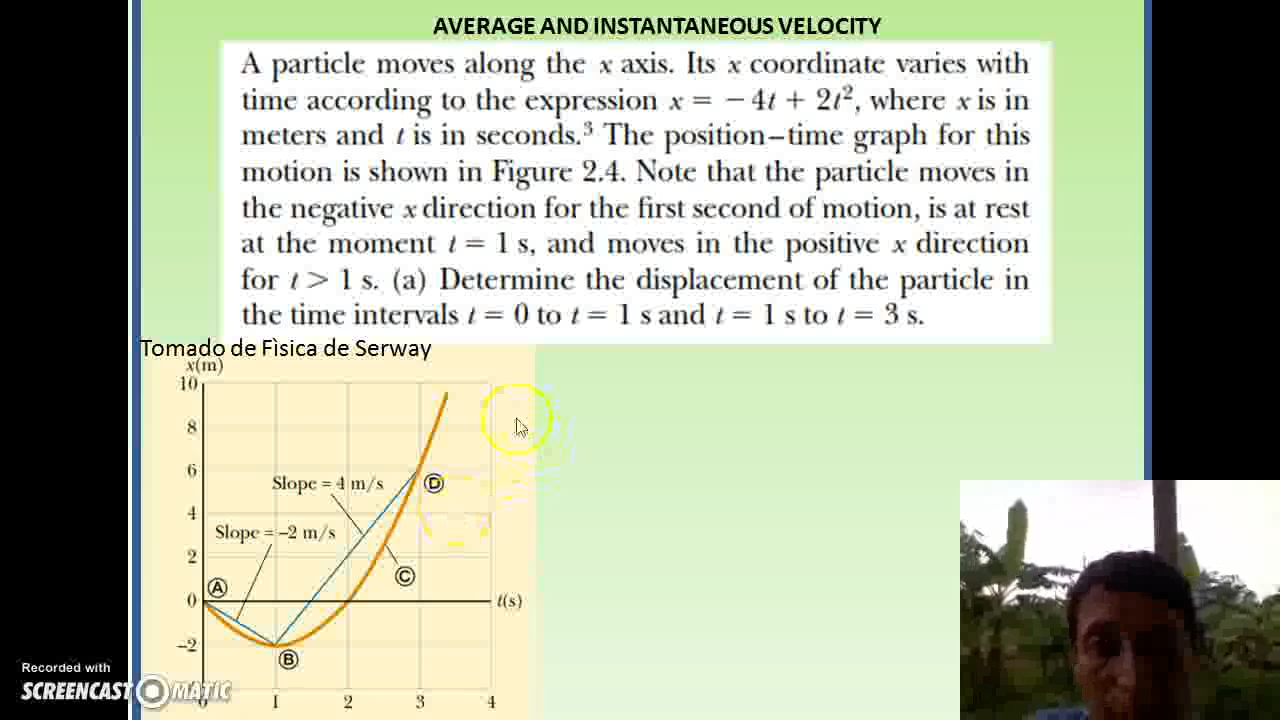 AVERAGE AND INSTANTANEOUS VELOCITY
A particle moves along the x axis. Its x coordinate varies with
time according to the expression x = −4t + 2t², where x is in
meters and t is in seconds.³ The position–time graph for this
motion is shown in Figure 2.4. Note that the particle moves in
the negative x direction for the first second of motion, is at rest
at the moment t = 1 s, and moves in the positive x direction
for t > 1 s. (a) Determine the displacement of the particle in
the time intervals t = 0 to t = 1 s and t = 1 s to t = 3 s.
Tomado de Fìsica de Serway
x(m)
10
8
6
Slope = 4 m/s
D
4
Slope = −2 m/s
2
C
A
0
t(s)
−2
B
Recorded with
SCREENCAST MATIC
0 1 2 3 4